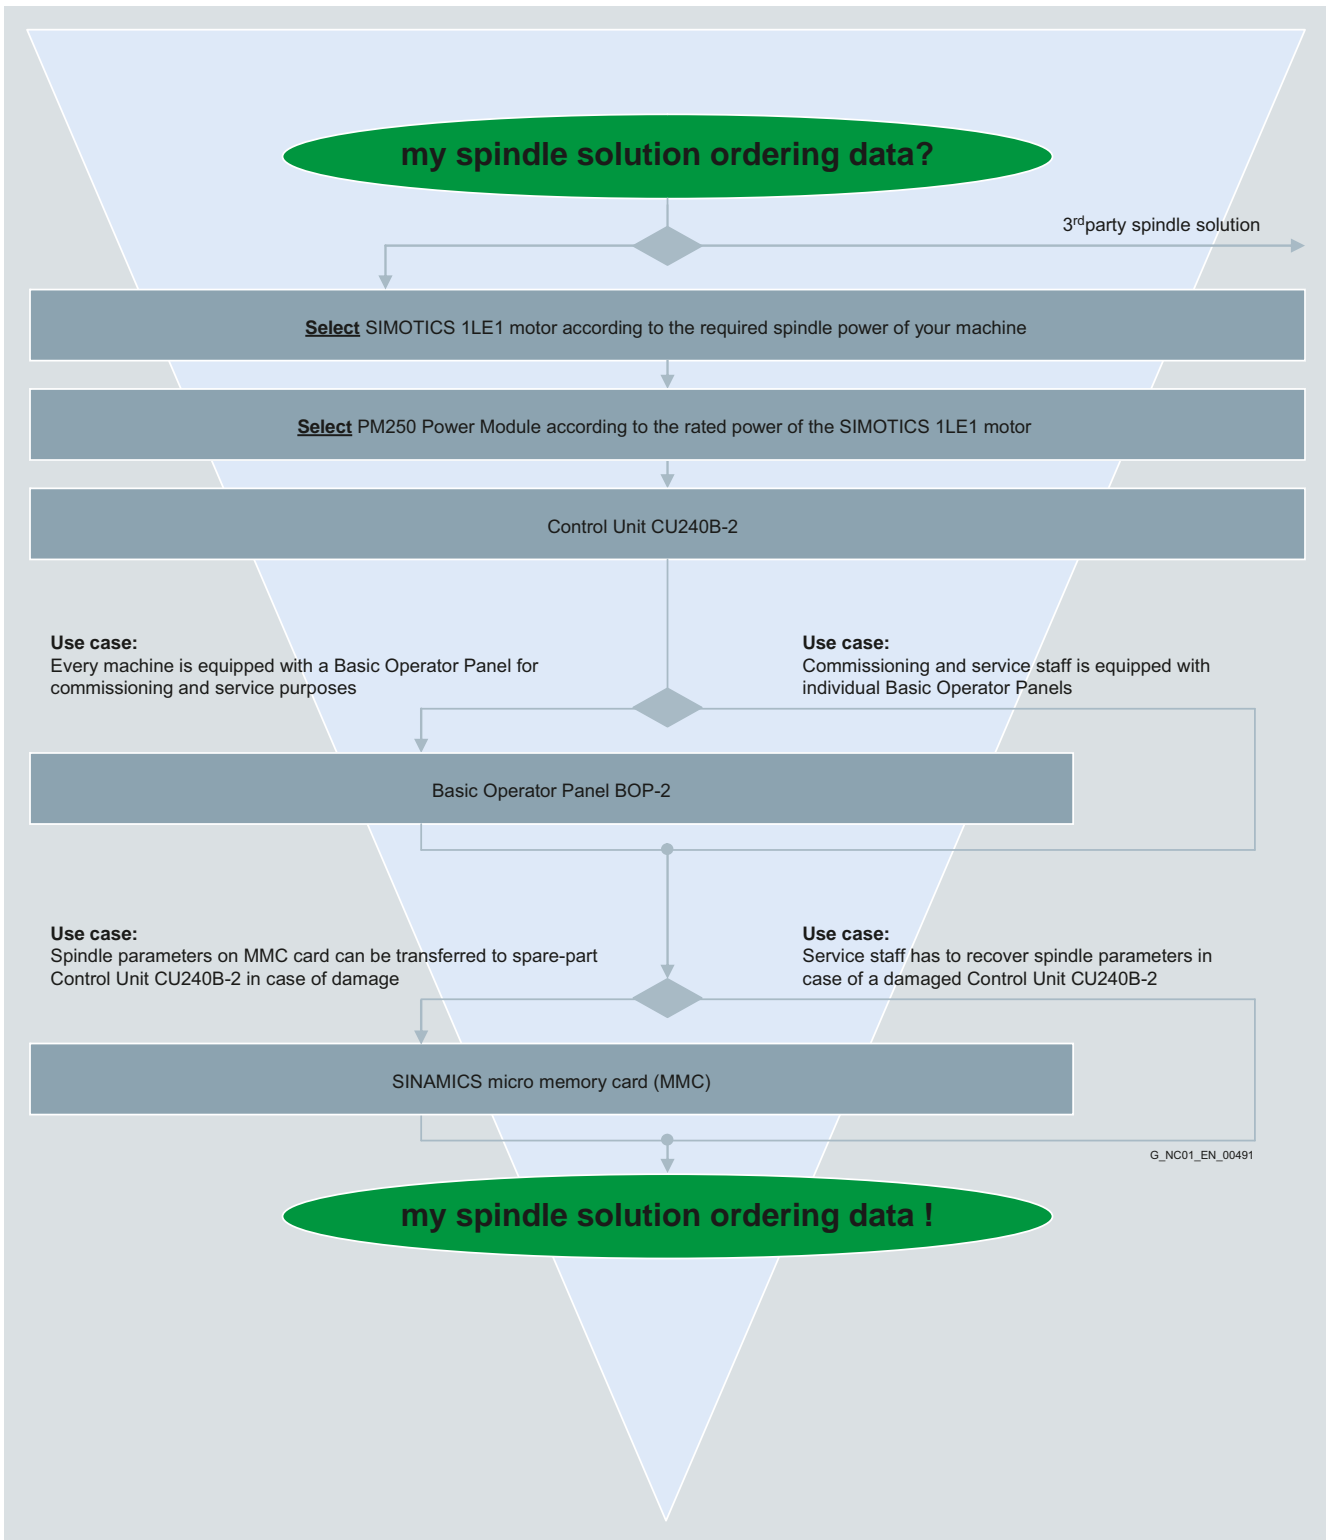 my spindle solution ordering data?
3rdparty spindle solution
Select SIMOTICS 1LE1 motor according to the required spindle power of your machine
Select PM250 Power Module according to the rated power of the SIMOTICS 1LE1 motor
Control Unit CU240B-2
Use case:
Every machine is equipped with a Basic Operator Panel for
commissioning and service purposes
Use case:
Commissioning and service staff is equipped with
individual Basic Operator Panels
Basic Operator Panel BOP-2
Use case:
Spindle parameters on MMC card can be transferred to spare-part
Control Unit CU240B-2 in case of damage
Use case:
Service staff has to recover spindle parameters in
case of a damaged Control Unit CU240B-2
SINAMICS micro memory card (MMC)
G_NC01_EN_00491
my spindle solution ordering data !